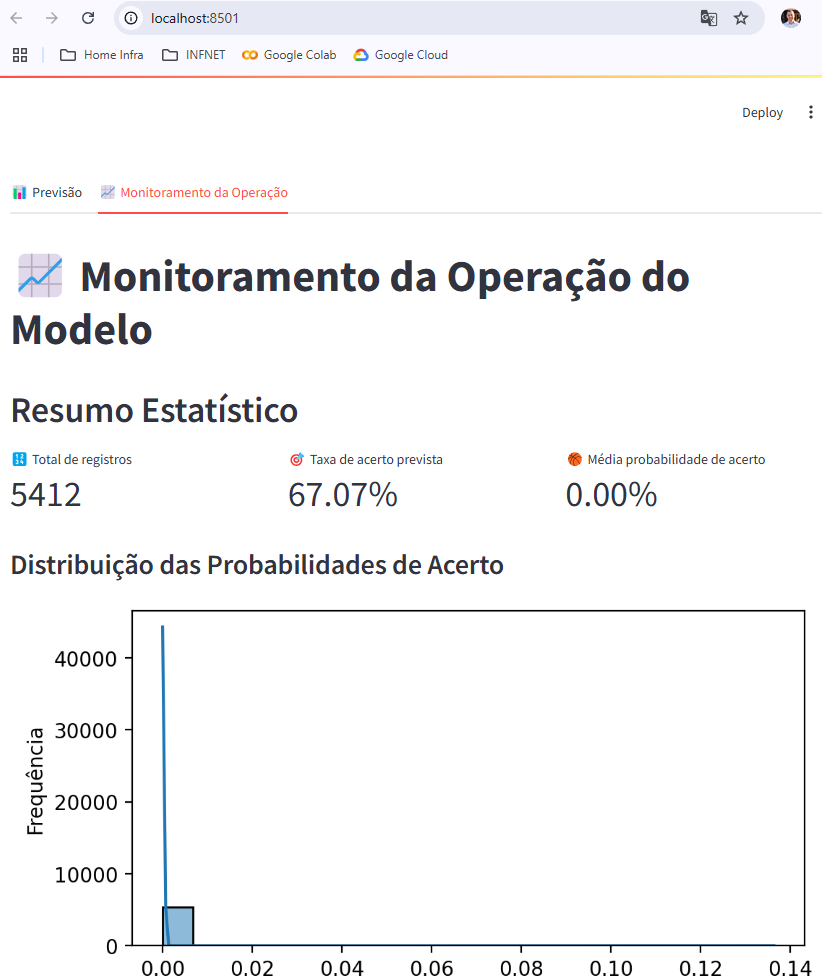 localhost:8501
Home Infra INFNET Google Colab Google Cloud
Deploy
Previsão Monitoramento da Operação
Monitoramento da Operação do
Modelo
Resumo Estatístico
Total de registros Taxa de acerto prevista Média probabilidade de acerto
5412 67.07% 0.00%
Distribuição das Probabilidades de Acerto
40000
30000
20000
10000
0
Frequência
0.00 0.02 0.04 0.06 0.08 0.10 0.12 0.14